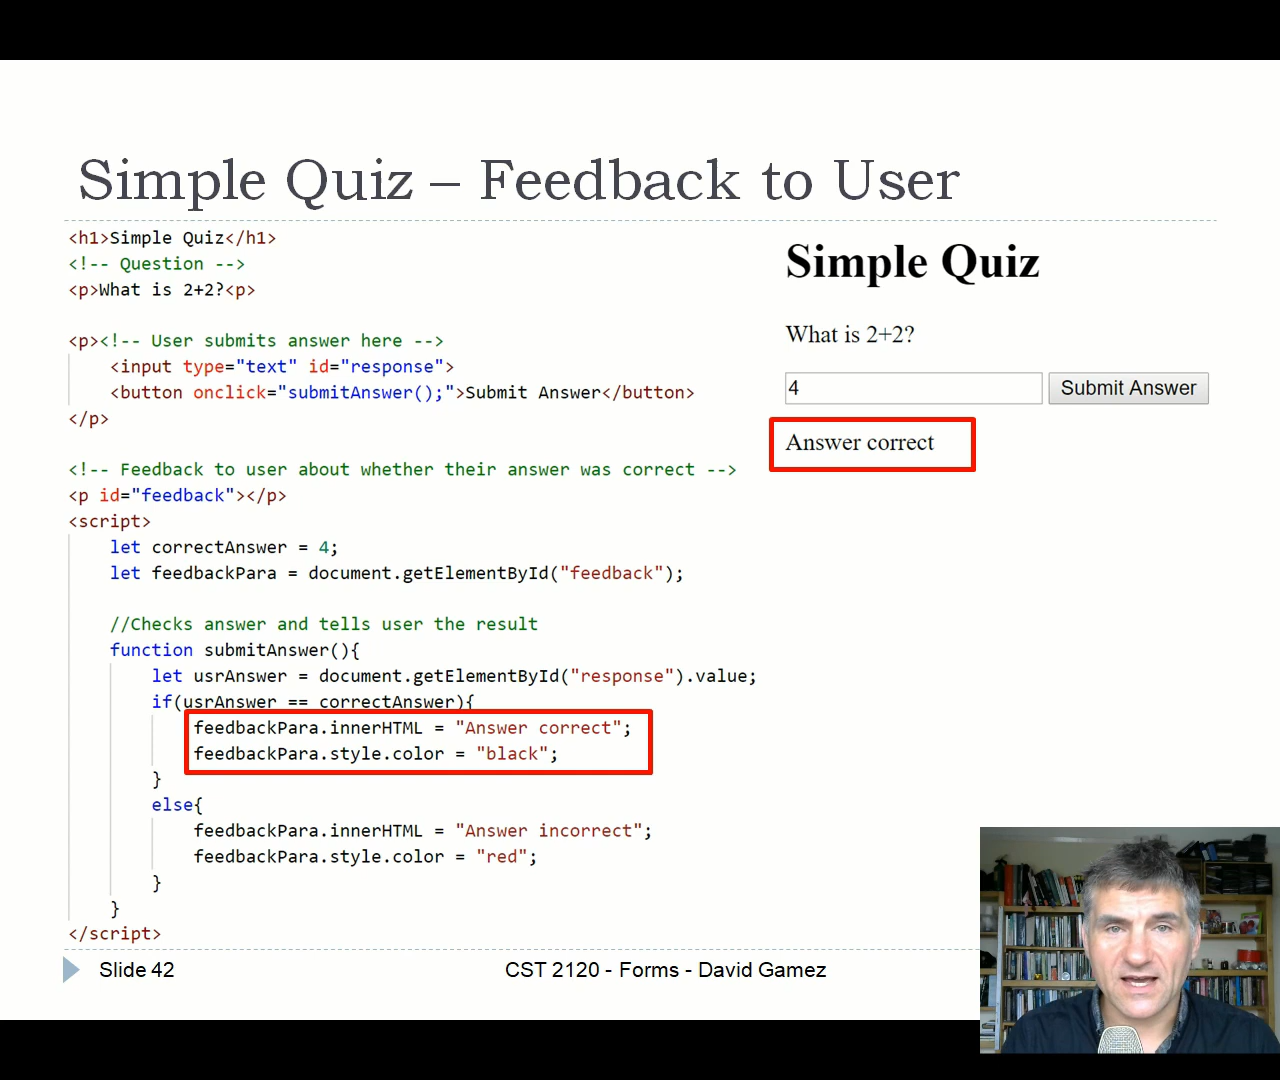 Simple Quiz – Feedback to User
<h1>Simple Quiz</h1>
<!-- Question -->
<p>What is 2+2?<p>
<p><!-- User submits answer here -->
<input type="text" id="response">
<button onclick="submitAnswer();">Submit Answer</button>
</p>
<!-- Feedback to user about whether their answer was correct -->
<p id="feedback"></p>
<script>
let correctAnswer = 4;
let feedbackPara = document.getElementById("feedback");
//Checks answer and tells user the result
function submitAnswer(){
let usrAnswer = document.getElementById("response").value;
if(usrAnswer == correctAnswer){
feedbackPara.innerHTML = "Answer correct";
feedbackPara.style.color = "black";
}
else{
feedbackPara.innerHTML = "Answer incorrect";
feedbackPara.style.color = "red";
}
}
</script>
Simple Quiz
What is 2+2?
4 Submit Answer
Answer correct
Slide 42 CST 2120 - Forms - David Gamez